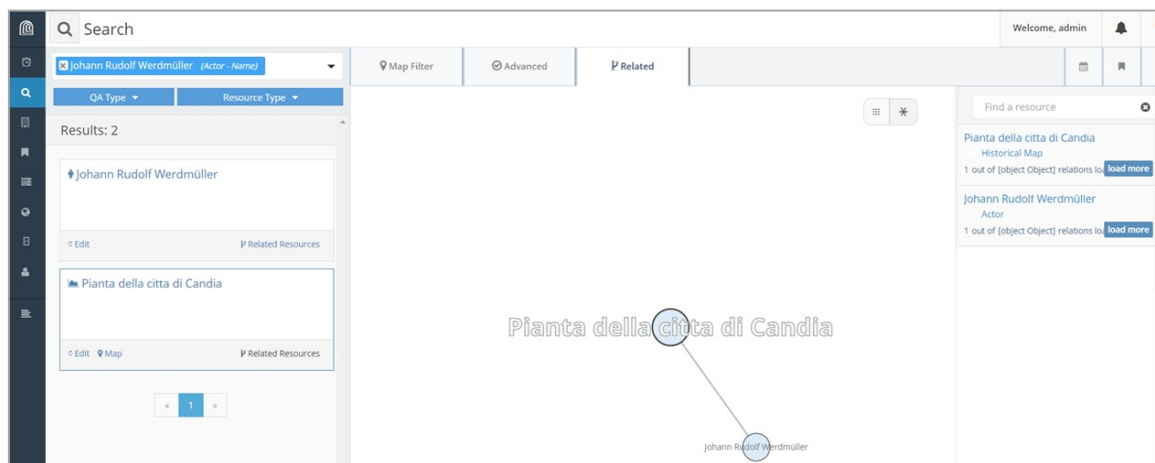 Search
Welcome, admin
Johann Rudolf Werdmüller (Actor - Name)
QA Type
Resource Type
Results: 2
Johann Rudolf Werdmüller
Edit
Related Resources
Pianta della citta di Candia
Edit
Map
Related Resources
«
1
»
Map Filter
Advanced
Related
Pianta della citta di Candia
Johann Rudolf Werdmüller
Find a resource
Pianta della citta di Candia
Historical Map
1 out of [object Object] relations loa
load more
Johann Rudolf Werdmüller
Actor
1 out of [object Object] relations loa
load more